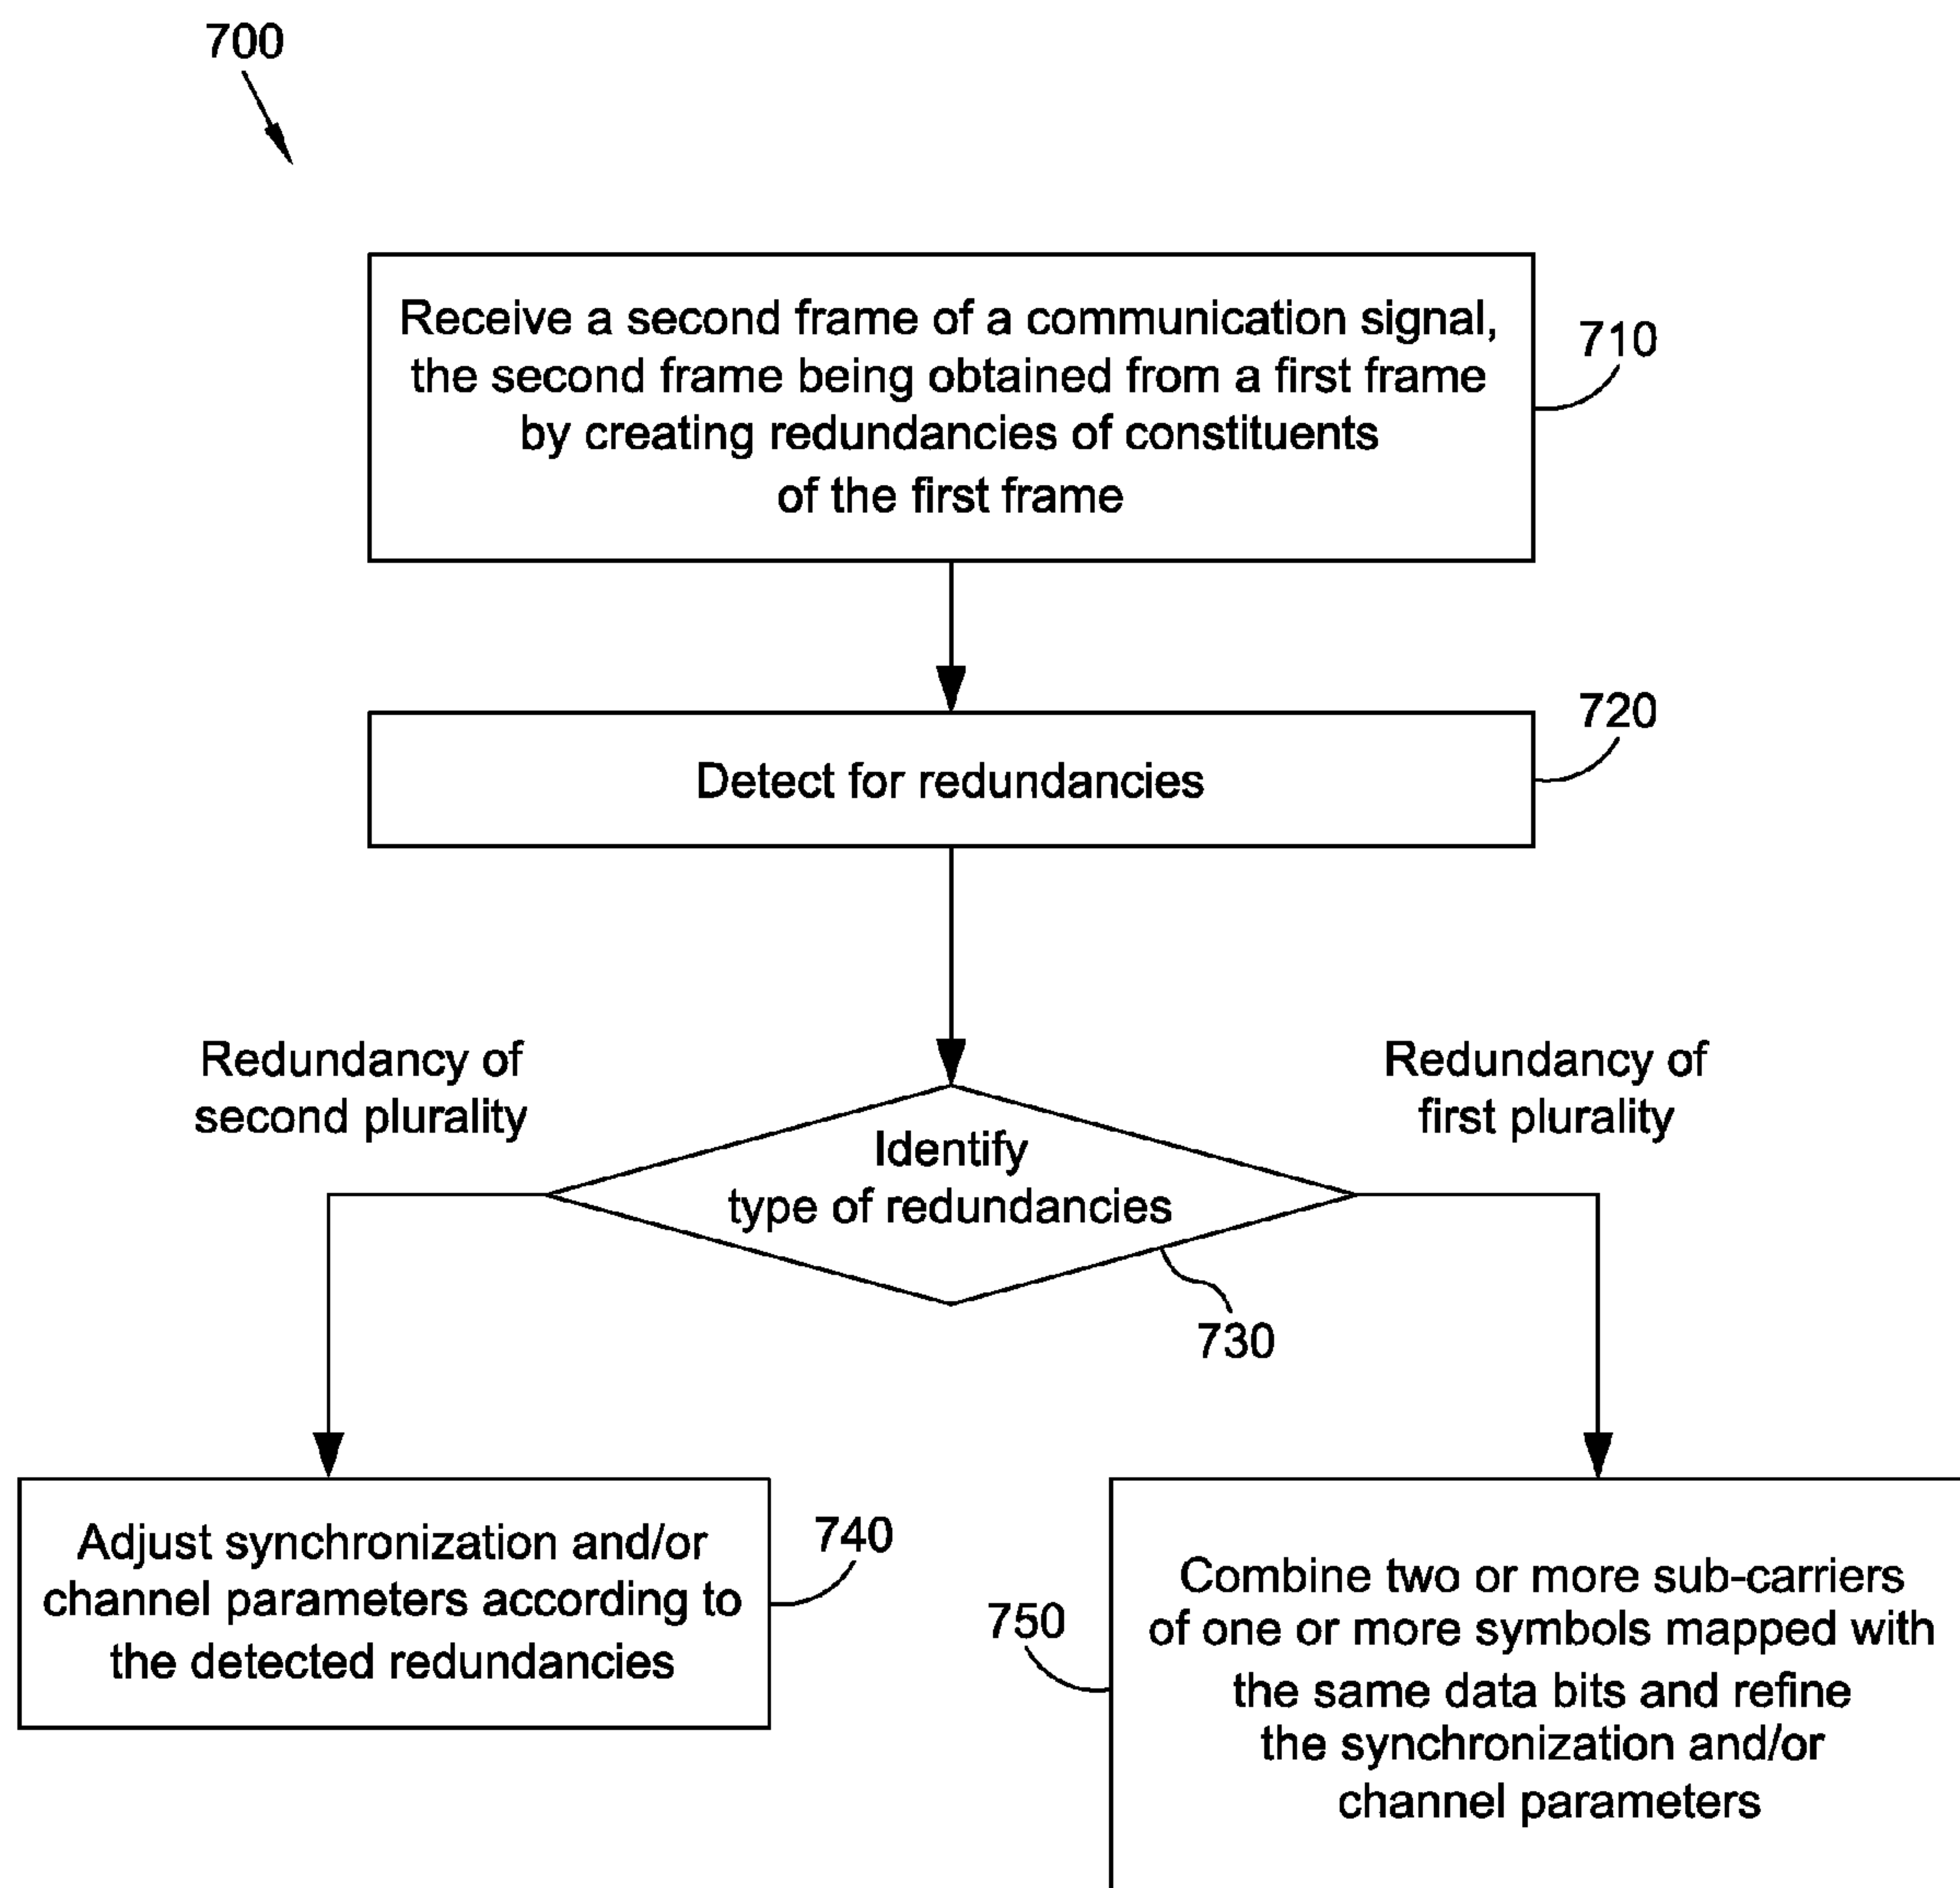 700
Receive a second frame of a communication signal,
the second frame being obtained from a first frame
by creating redundancies of constituents
of the first frame
710
Detect for redundancies
720
Redundancy of
second plurality
Redundancy of
first plurality
Identify
type of redundancies
730
Adjust synchronization and/or
channel parameters according to
the detected redundancies
740
750
Combine two or more sub-carriers
of one or more symbols mapped with
the same data bits and refine
the synchronization and/or
channel parameters